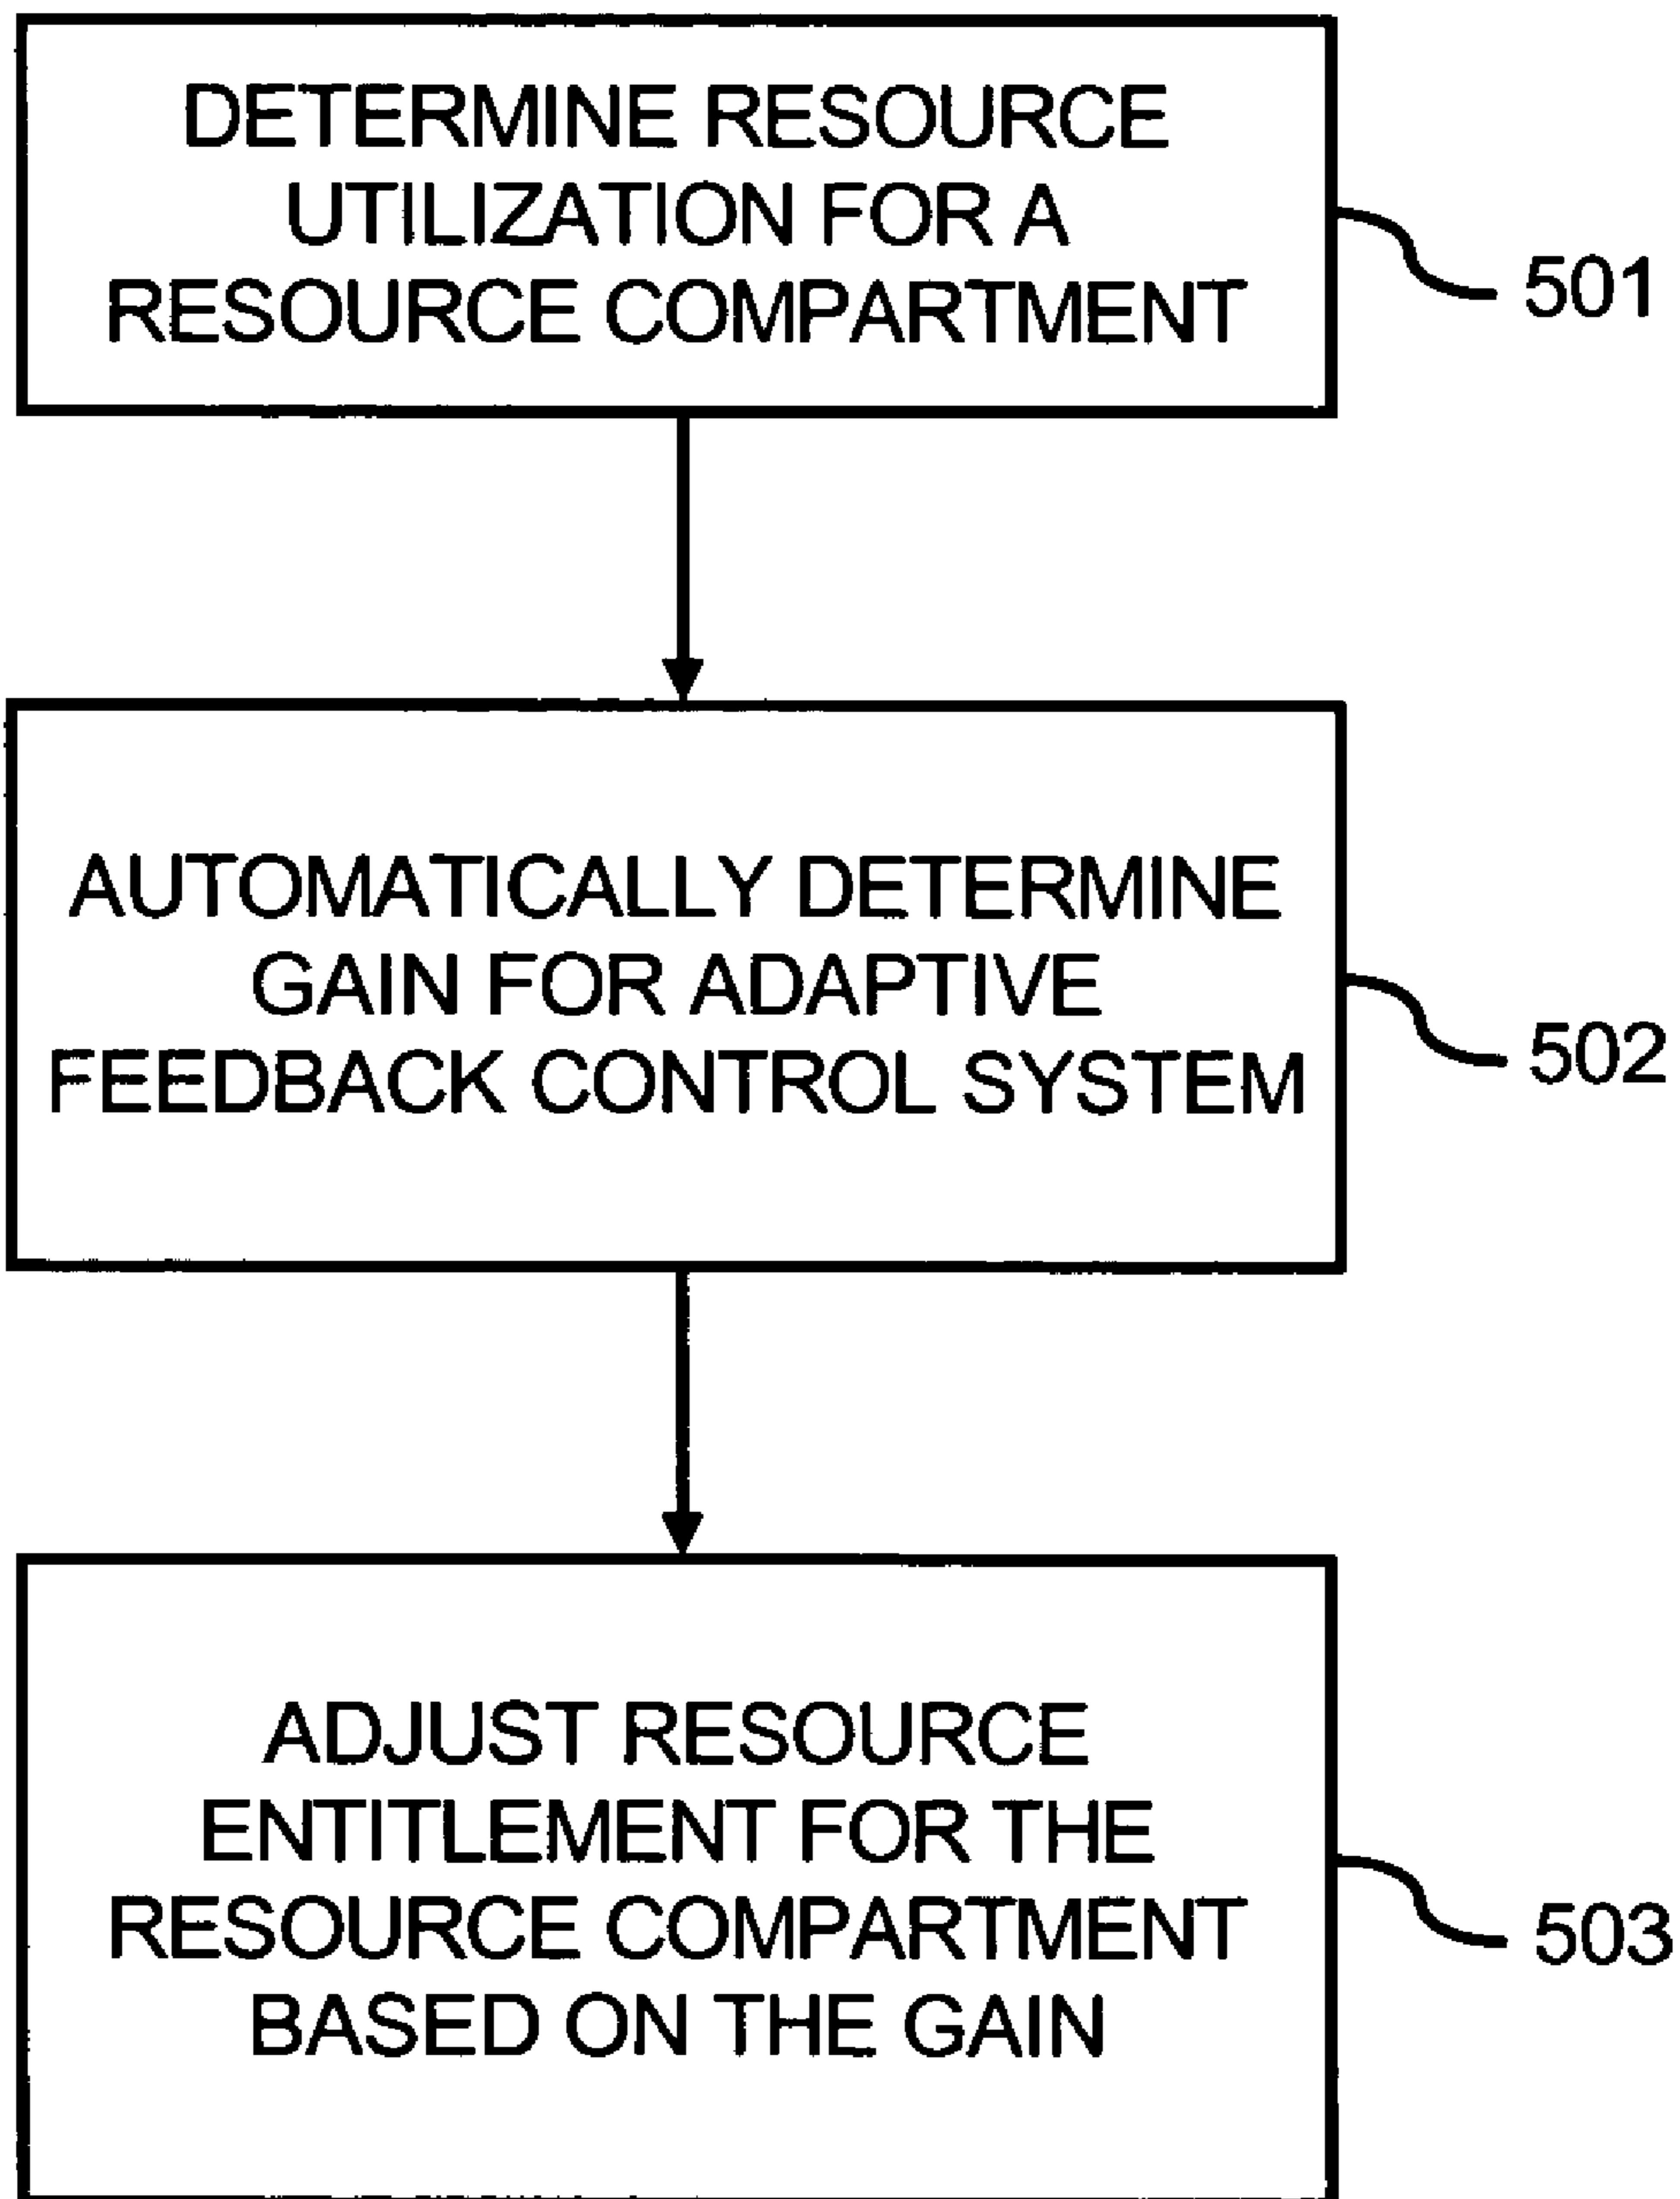 DETERMINE RESOURCE
UTILIZATION FOR A
RESOURCE COMPARTMENT
501
AUTOMATICALLY DETERMINE
GAIN FOR ADAPTIVE
FEEDBACK CONTROL SYSTEM
502
ADJUST RESOURCE
ENTITLEMENT FOR THE
RESOURCE COMPARTMENT
BASED ON THE GAIN
503